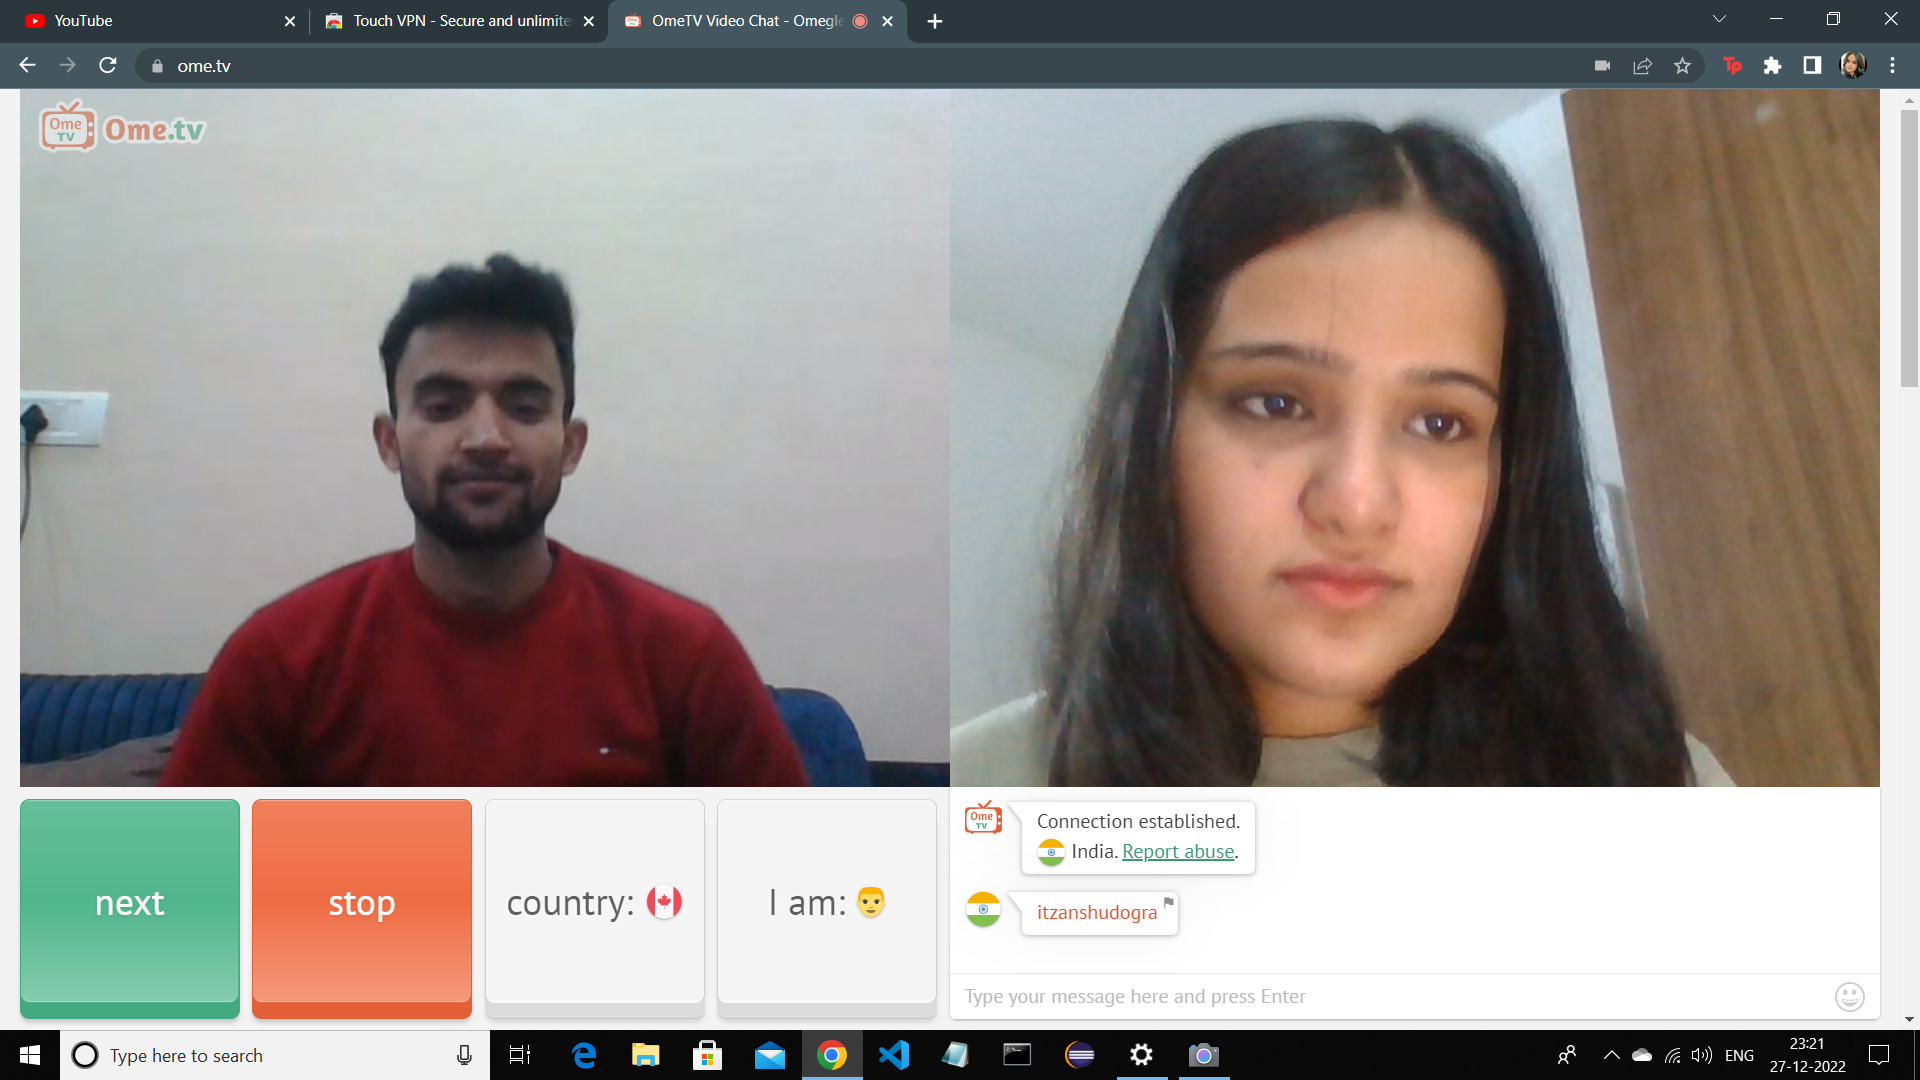 YouTube
Touch VPN - Secure and unlimite
OmeTV Video Chat - Omegle
ome.tv
Tp
Ome TV Ome.tv
next
stop
country:
I am:
Ome TV
Connection established.
India. Report abuse.
itzanshudogra
Type your message here and press Enter
Type here to search
ENG
23:21
27-12-2022